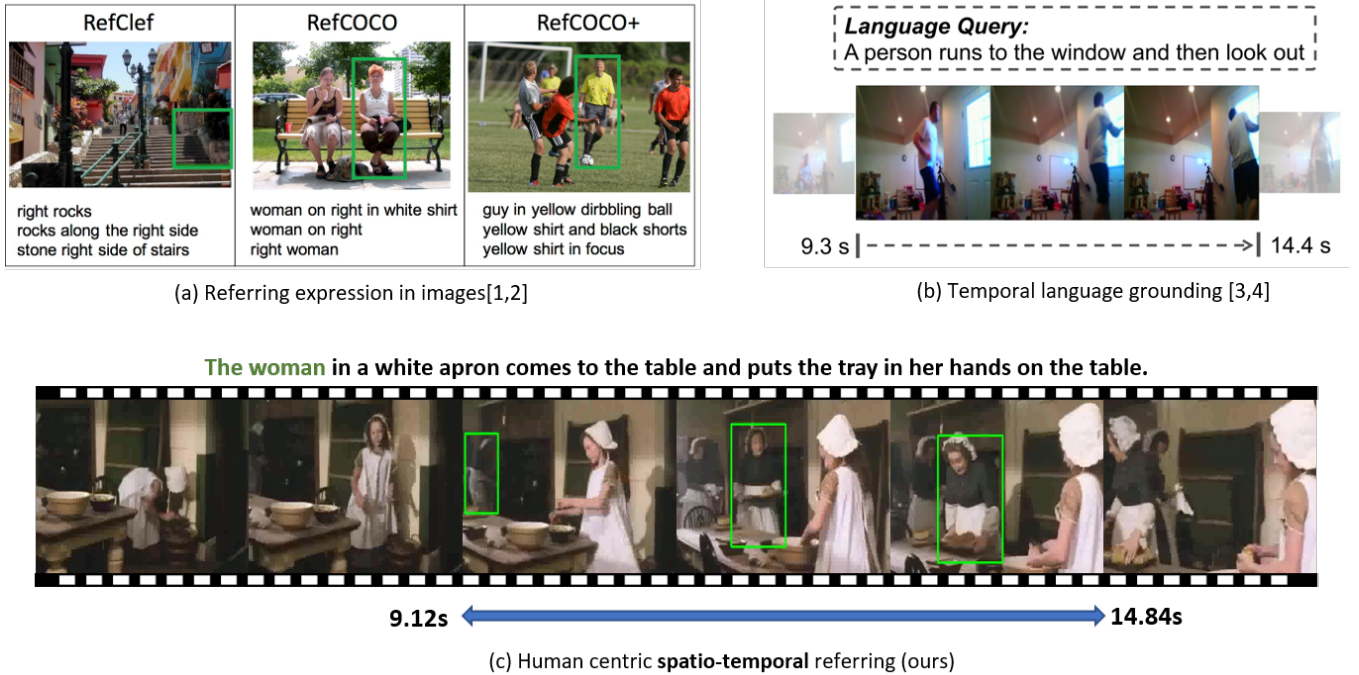 RefClef
right rocks
rocks along the right side
stone right side of stairs
RefCOCO
woman on right in white shirt
woman on right
right woman
RefCOCO+
guy in yellow dirbbling ball
yellow shirt and black shorts
yellow shirt in focus
(a) Referring expression in images[1,2]
Language Query:
A person runs to the window and then look out
9.3 s
14.4 s
(b) Temporal language grounding [3,4]
The woman in a white apron comes to the table and puts the tray in her hands on the table.
9.12s
14.84s
(c) Human centric spatio-temporal referring (ours)